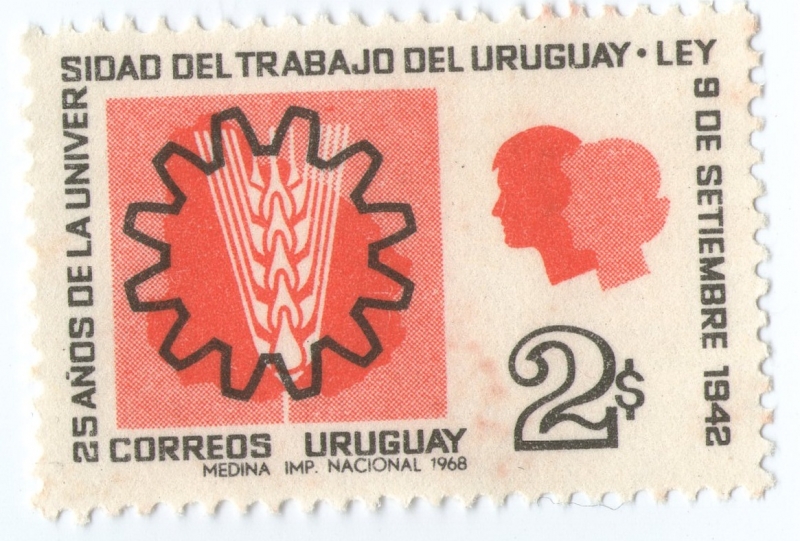 25 AÑOS DE LA UNIVERSIDAD DEL TRABAJO DEL URUGUAY • LEY 9 DE SETIEMBRE 1942
2$
CORREOS URUGUAY
MEDINA IMP. NACIONAL 1968